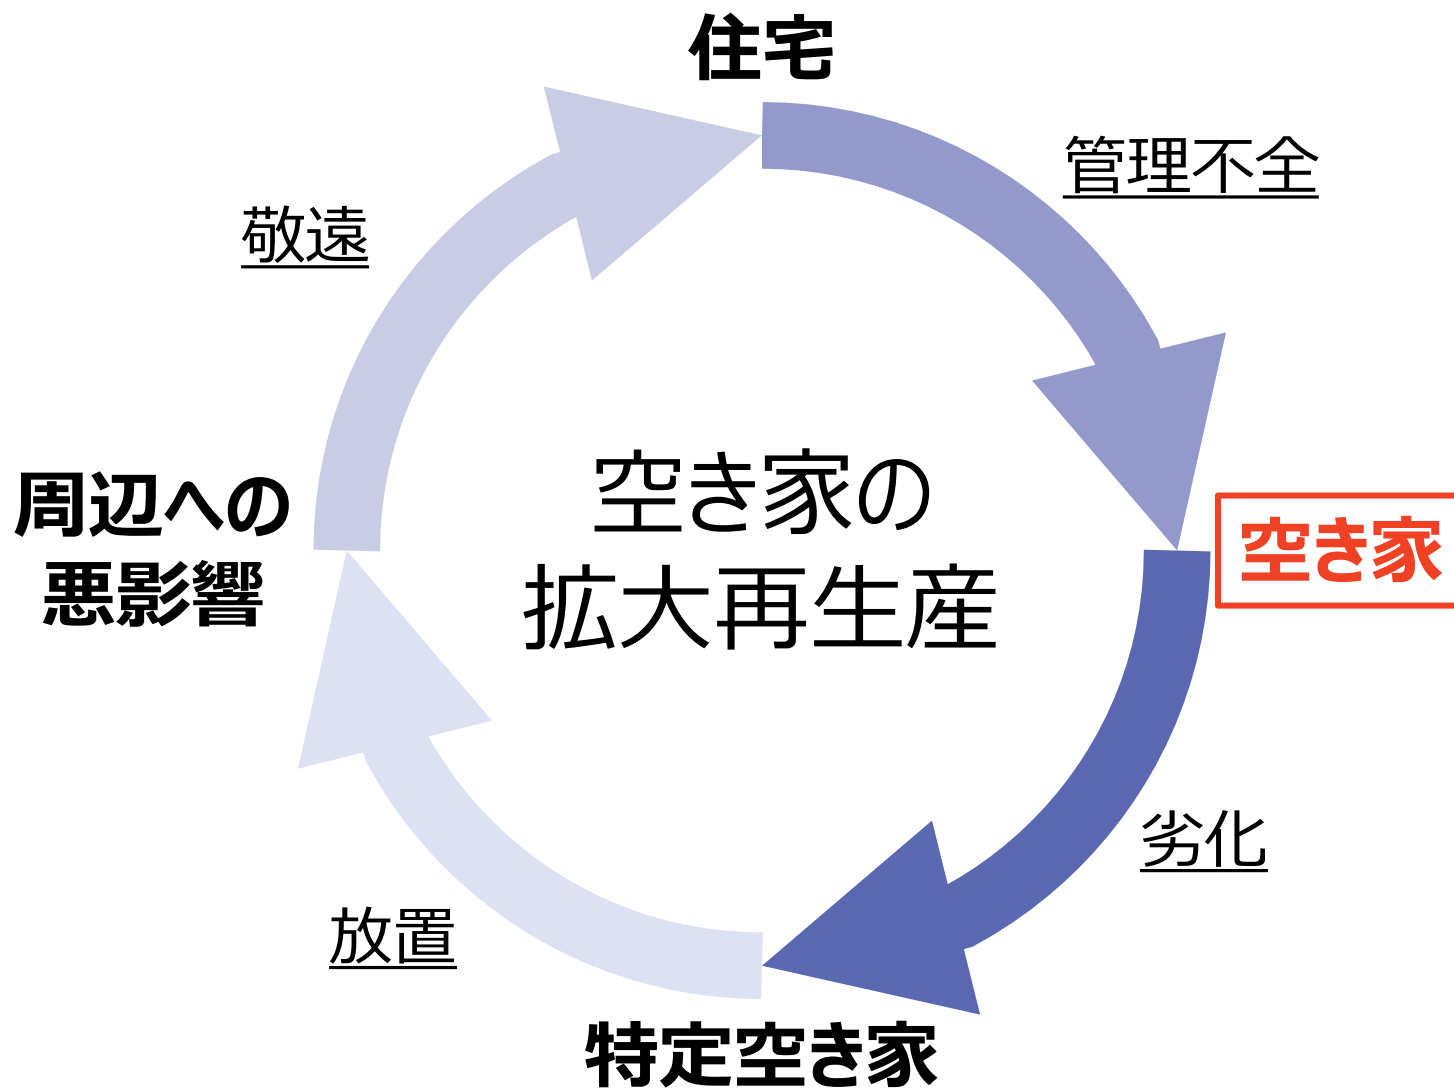 住宅
管理不全
敬遠
空き家の
拡大再生産
周辺への
悪影響
空き家
劣化
放置
特定空き家